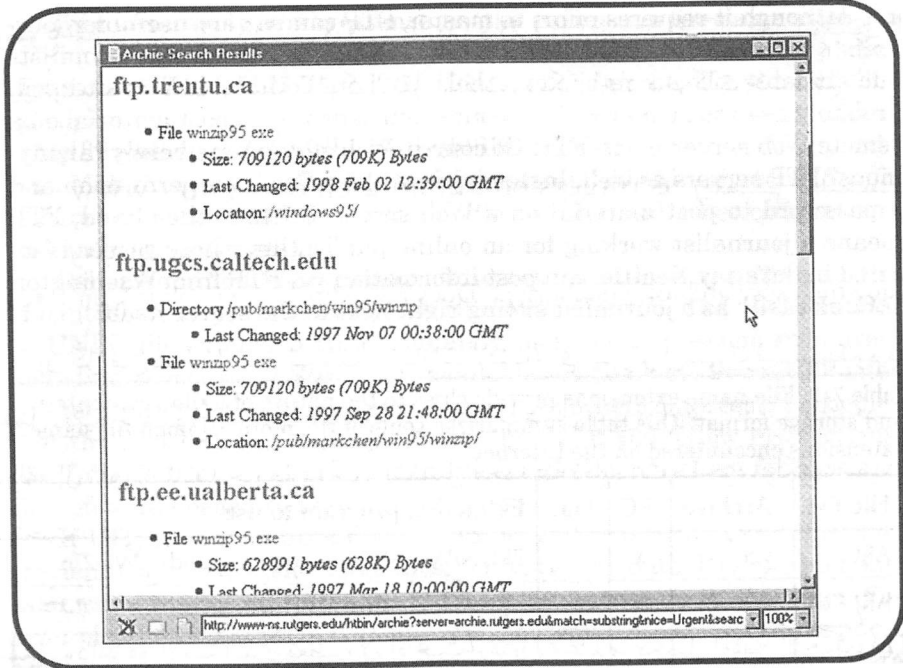 Archie Search Results
ftp.trentu.ca
• File winzip95 exe
• Size: 709120 bytes (709K) Bytes
• Last Changed: 1998 Feb 02 12:39:00 GMT
• Location: /windows95/
ftp.ugcs.caltech.edu
• Directory /pub/markchen/win95/winzip/
• Last Changed: 1997 Nov 07 00:38:00 GMT
• File winzip95 exe
• Size: 709120 bytes (709K) Bytes
• Last Changed: 1997 Sep 28 21:48:00 GMT
• Location: /pub/markchen/win95/winzip/
ftp.ee.ualberta.ca
• File winzip95 exe
• Size: 628991 bytes (628K) Bytes
• Last Changed: 1997 Mar 18 10:00:00 GMT
http://www-ns.rutgers.edu/htbin/archie?server=archie.rutgers.edu&match=substring&nice=Urgent&searc
100%